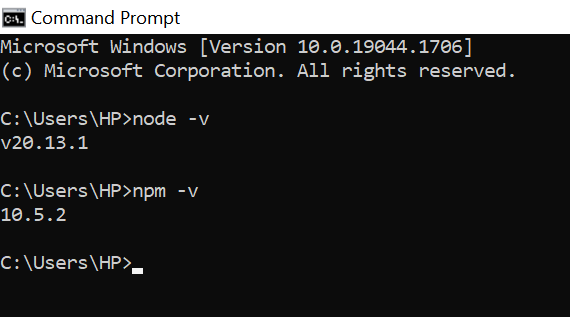 Command Prompt
Microsoft Windows [Version 10.0.19044.1706]
(c) Microsoft Corporation. All rights reserved.
C:\Users\HP>node -v
v20.13.1
C:\Users\HP>npm -v
10.5.2
C:\Users\HP>